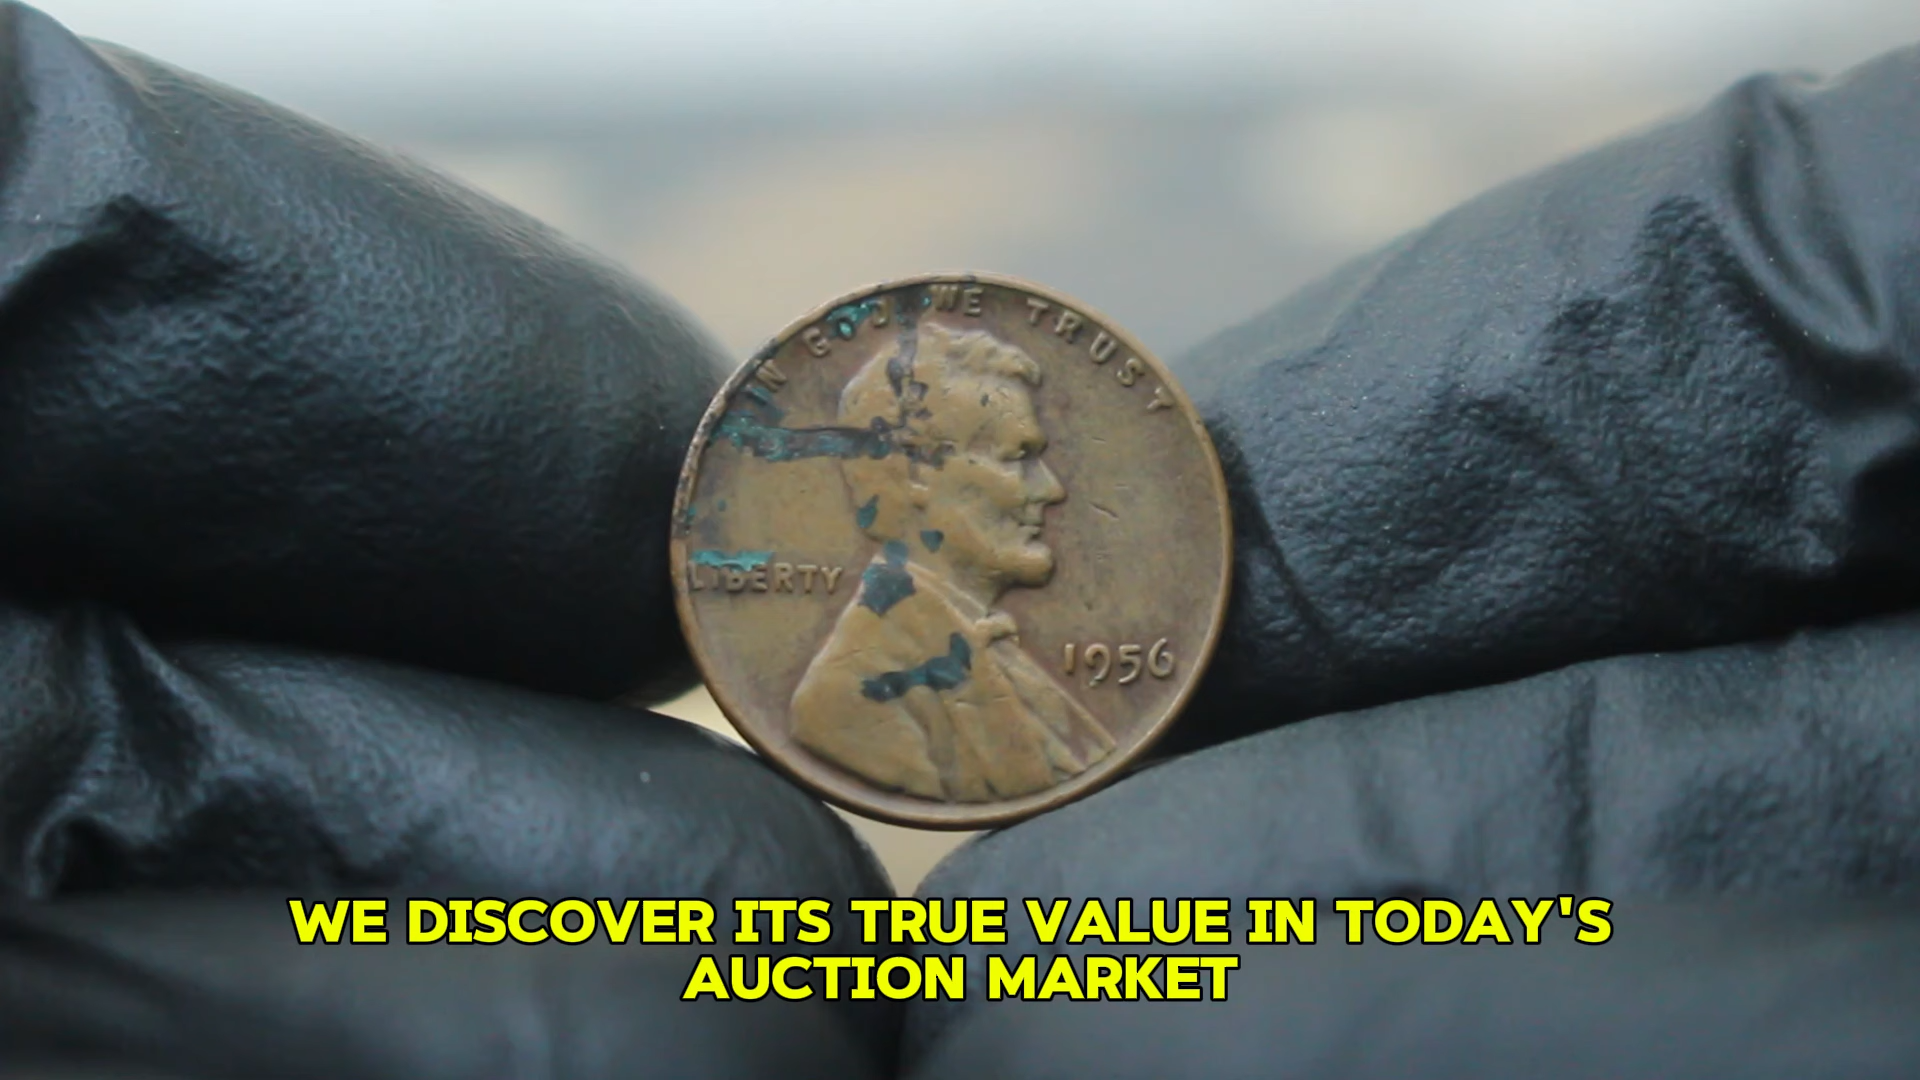 IN GOD WE TRUST
LIBERTY
1956
WE DISCOVER ITS TRUE VALUE IN TODAY'S
AUCTION MARKET